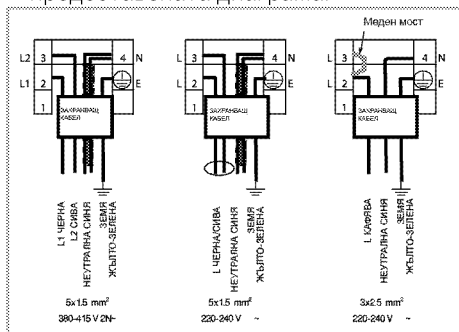 предоставената диаграма.
Меден мост
L2 3 4 N
L1 2 E
1
ЗАХРАНВАЩ КАБЕЛ
L1 ЧЕРНА
L2 СИВА
НЕУТРАЛНА СИНЯ
ЗЕМЯ
ЖЪЛТО-ЗЕЛЕНА
5x1.5 mm²
380-415 V 2N~
3 4 N
L 2 E
1
ЗАХРАНВАЩ КАБЕЛ
L ЧЕРНА/СИВА
НЕУТРАЛНА СИНЯ
ЗЕМЯ
ЖЪЛТО-ЗЕЛЕНА
5x1.5 mm²
220-240 V ~
3 4 N
L 2 E
1
ЗАХРАНВАЩ КАБЕЛ
L КАФЯВА
НЕУТРАЛНА СИНЯ
ЗЕМЯ
ЖЪЛТО-ЗЕЛЕНА
3x2.5 mm²
220-240 V ~